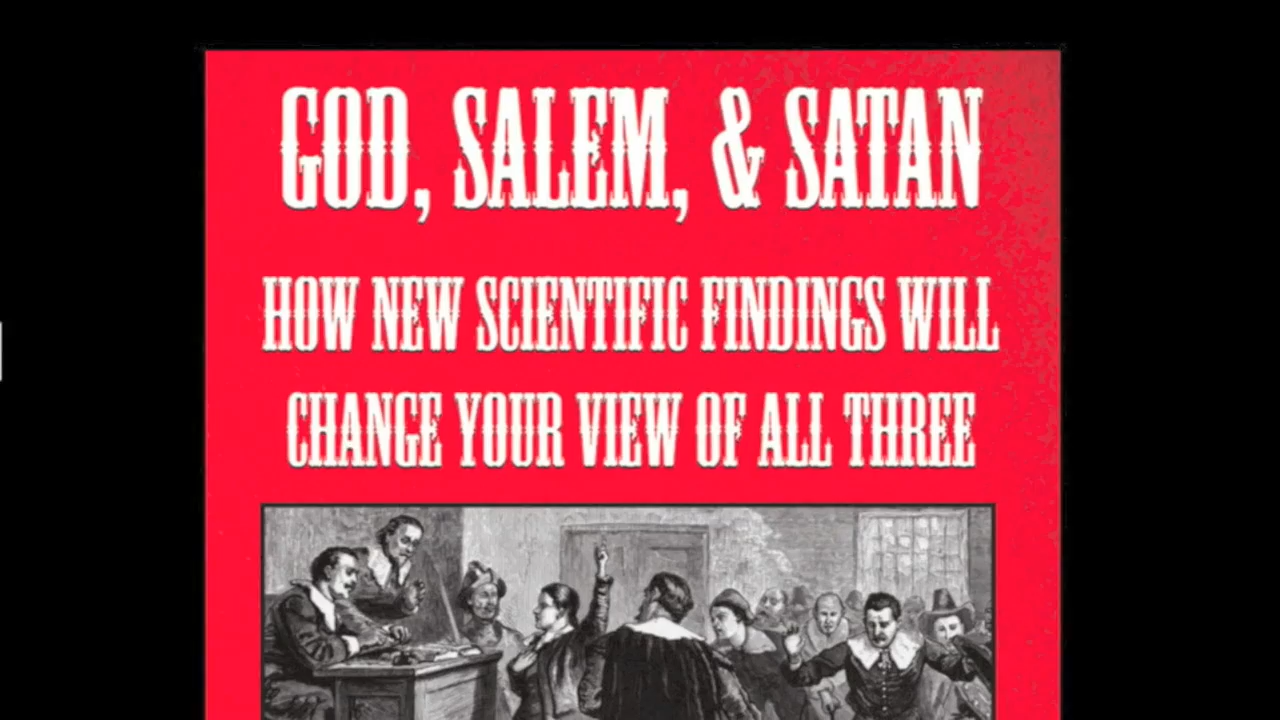 GOD, SALEM, & SATAN
HOW NEW SCIENTIFIC FINDINGS WILL
CHANGE YOUR VIEW OF ALL THREE